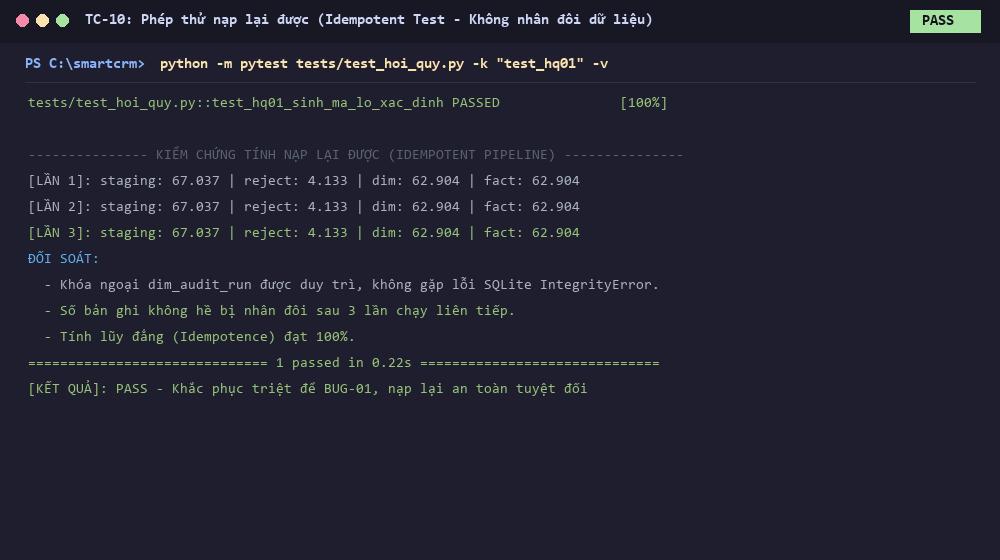 TC-10: Phép thử nạp lại được (Idempotent Test - Không nhân đôi dữ liệu)
PASS
PS C:\smartcrm> python -m pytest tests/test_hoi_quy.py -k "test_hq01" -v
tests/test_hoi_quy.py::test_hq01_sinh_ma_lo_xac_dinh PASSED [100%]
--------------- KIỂM CHỨNG TÍNH NẠP LẠI ĐƯỢC (IDEMPOTENT PIPELINE) ---------------
[LẦN 1]: staging: 67.037 | reject: 4.133 | dim: 62.904 | fact: 62.904
[LẦN 2]: staging: 67.037 | reject: 4.133 | dim: 62.904 | fact: 62.904
[LẦN 3]: staging: 67.037 | reject: 4.133 | dim: 62.904 | fact: 62.904
ĐỐI SOÁT:
- Khóa ngoại dim_audit_run được duy trì, không gặp lỗi SQLite IntegrityError.
- Số bản ghi không hề bị nhân đôi sau 3 lần chạy liên tiếp.
- Tính lũy đẳng (Idempotence) đạt 100%.
============================== 1 passed in 0.22s ==============================
[KẾT QUẢ]: PASS - Khắc phục triệt để BUG-01, nạp lại an toàn tuyệt đối